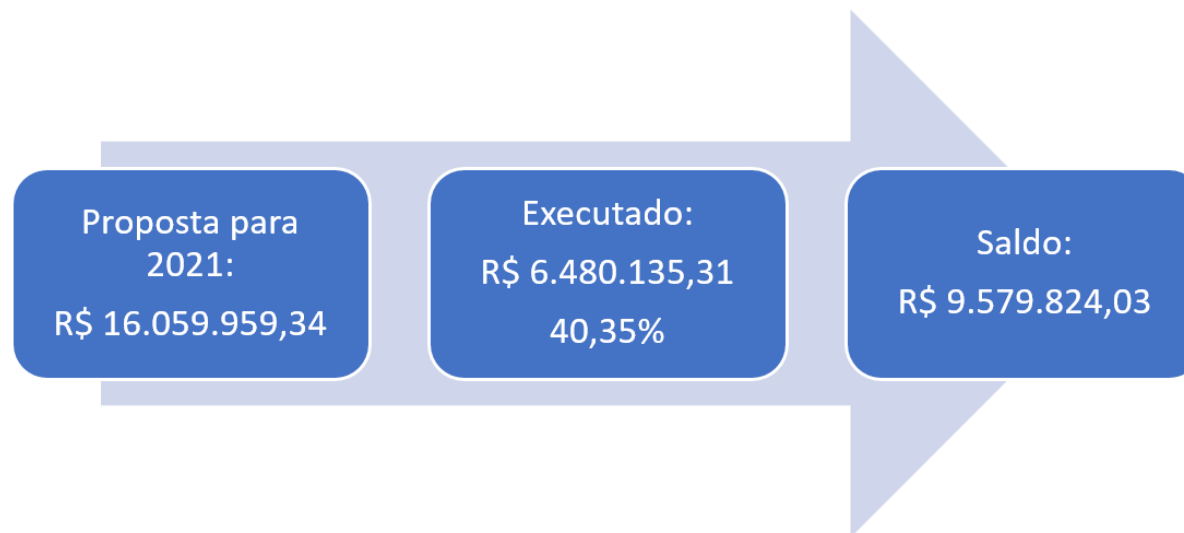 Proposta para
2021:
R$ 16.059.959,34
Executado:
R$ 6.480.135,31
40,35%
Saldo:
R$ 9.579.824,03